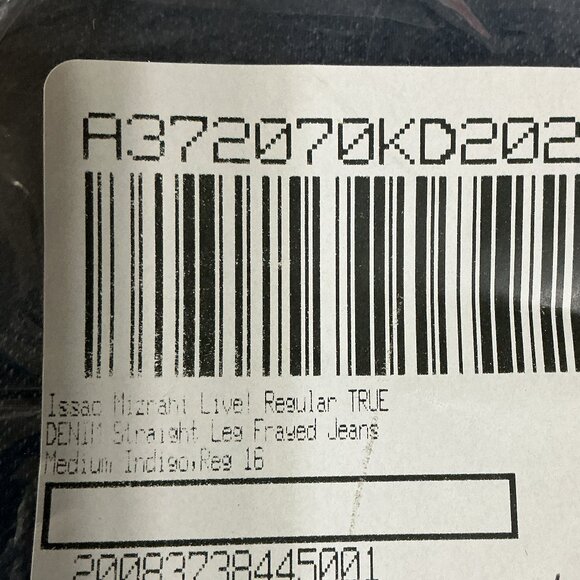 A372070KD202
Issac Mizrahi Live! Regular TRUE
DENIM Straight Leg Frayed Jeans
Medium Indigo,Reg 16
20083738445001